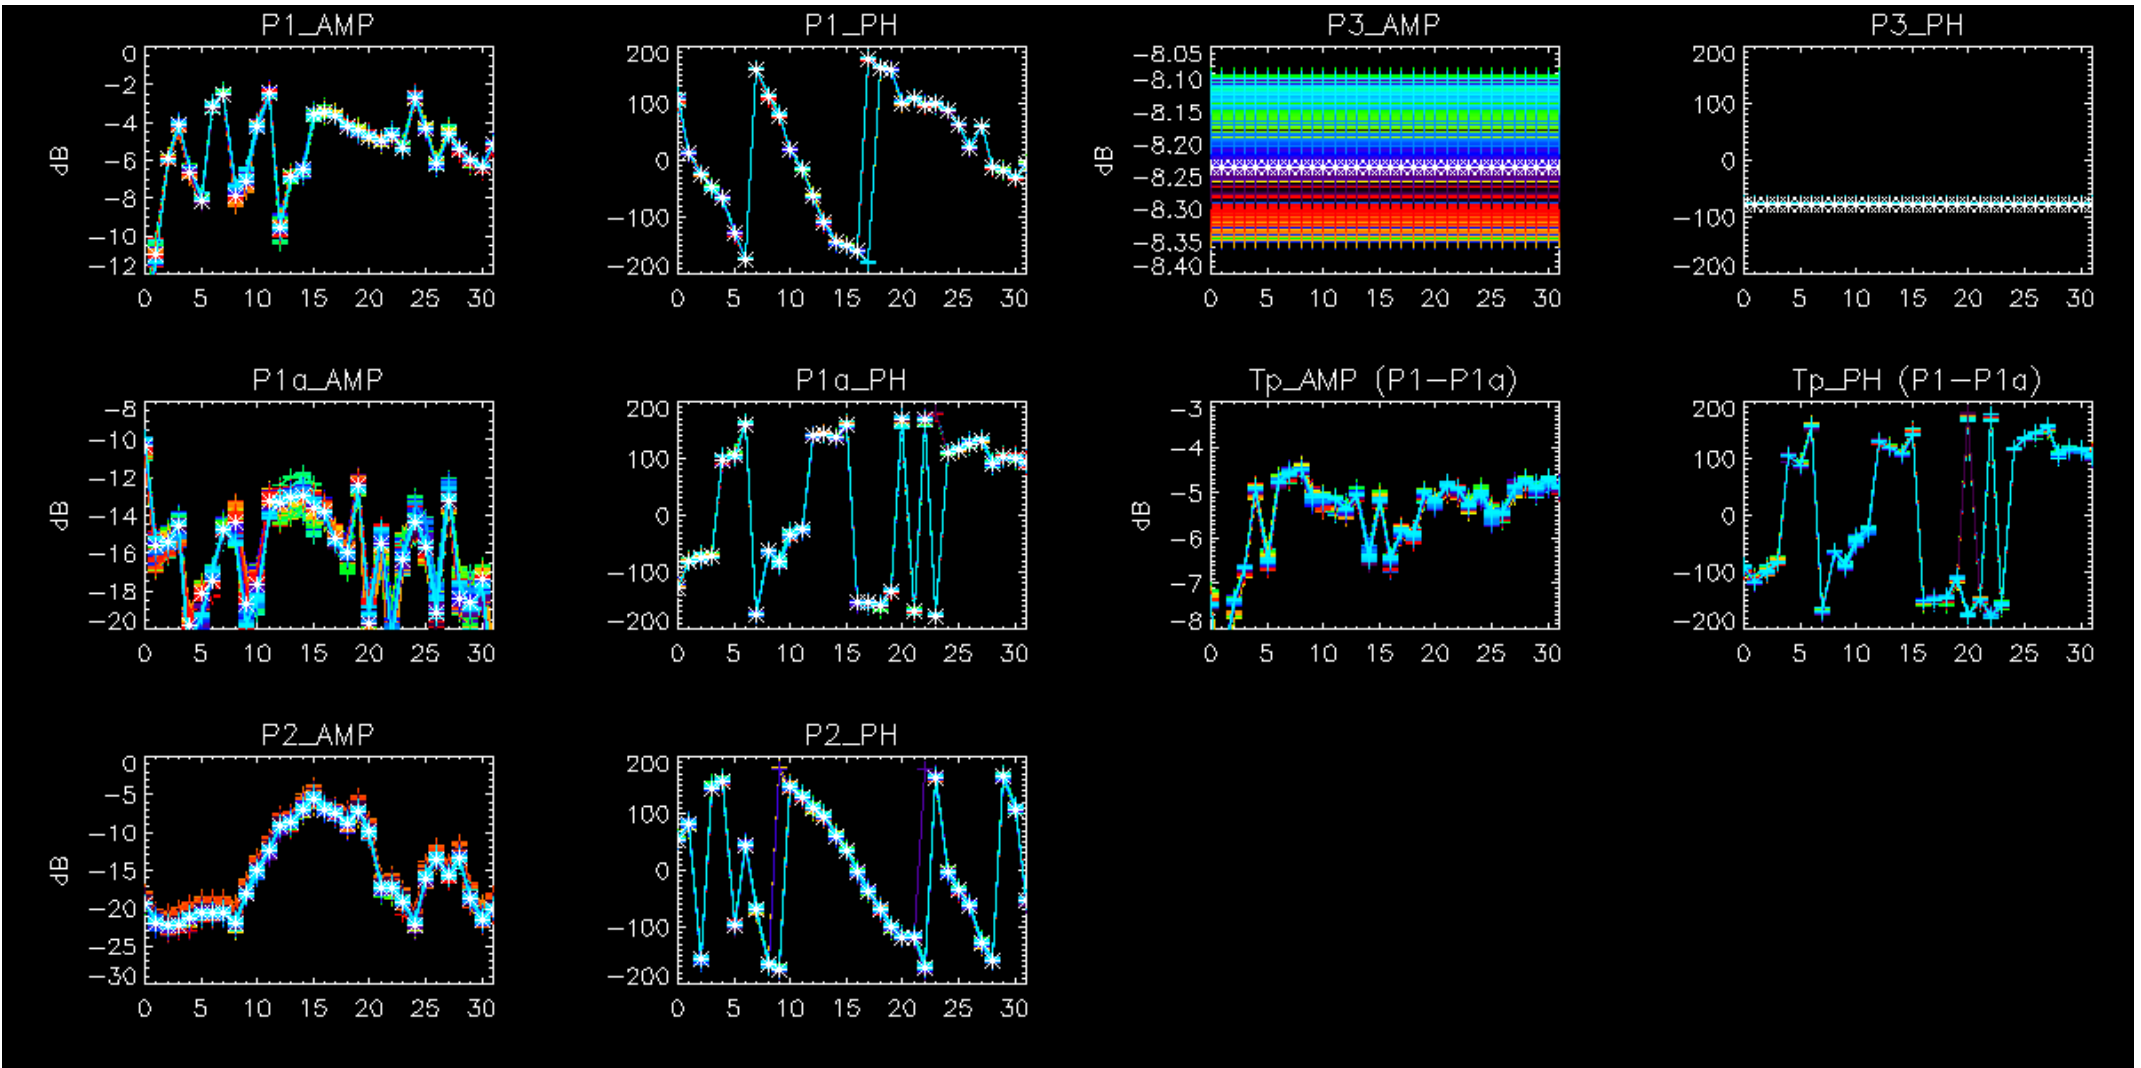 P1_AMP
dB
0
−2
−4
−6
−8
−10
−12
0 5 10 15 20 25 30
P1_PH
200
100
0
−100
−200
0 5 10 15 20 25 30
P3_AMP
dB
−8.05
−8.10
−8.15
−8.20
−8.25
−8.30
−8.35
−8.40
0 5 10 15 20 25 30
P3_PH
200
100
0
−100
−200
0 5 10 15 20 25 30
P1a_AMP
dB
−8
−10
−12
−14
−16
−18
−20
0 5 10 15 20 25 30
P1a_PH
200
100
0
−100
−200
0 5 10 15 20 25 30
Tp_AMP (P1−P1a)
dB
−3
−4
−5
−6
−7
−8
0 5 10 15 20 25 30
Tp_PH (P1−P1a)
200
100
0
−100
−200
0 5 10 15 20 25 30
P2_AMP
dB
0
−5
−10
−15
−20
−25
−30
0 5 10 15 20 25 30
P2_PH
200
100
0
−100
−200
0 5 10 15 20 25 30